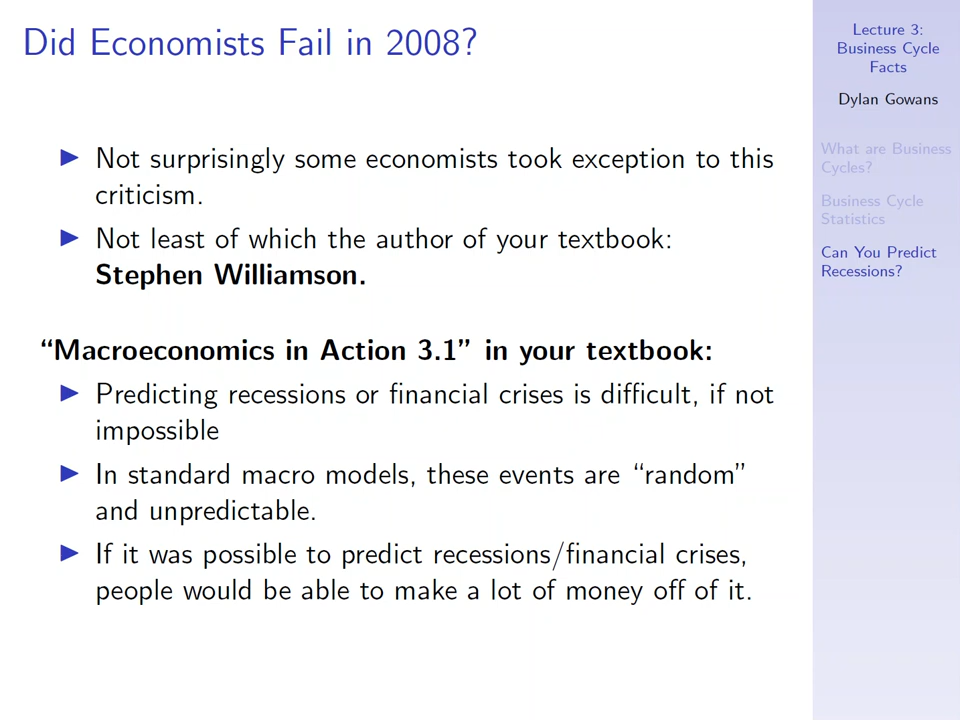 Did Economists Fail in 2008?
Not surprisingly some economists took exception to this
criticism.
Not least of which the author of your textbook:
Stephen Williamson.
“Macroeconomics in Action 3.1” in your textbook:
Predicting recessions or financial crises is difficult, if not
impossible
In standard macro models, these events are “random”
and unpredictable.
If it was possible to predict recessions/financial crises,
people would be able to make a lot of money off of it.
Lecture 3:
Business Cycle
Facts
Dylan Gowans
What are Business
Cycles?
Business Cycle
Statistics
Can You Predict
Recessions?